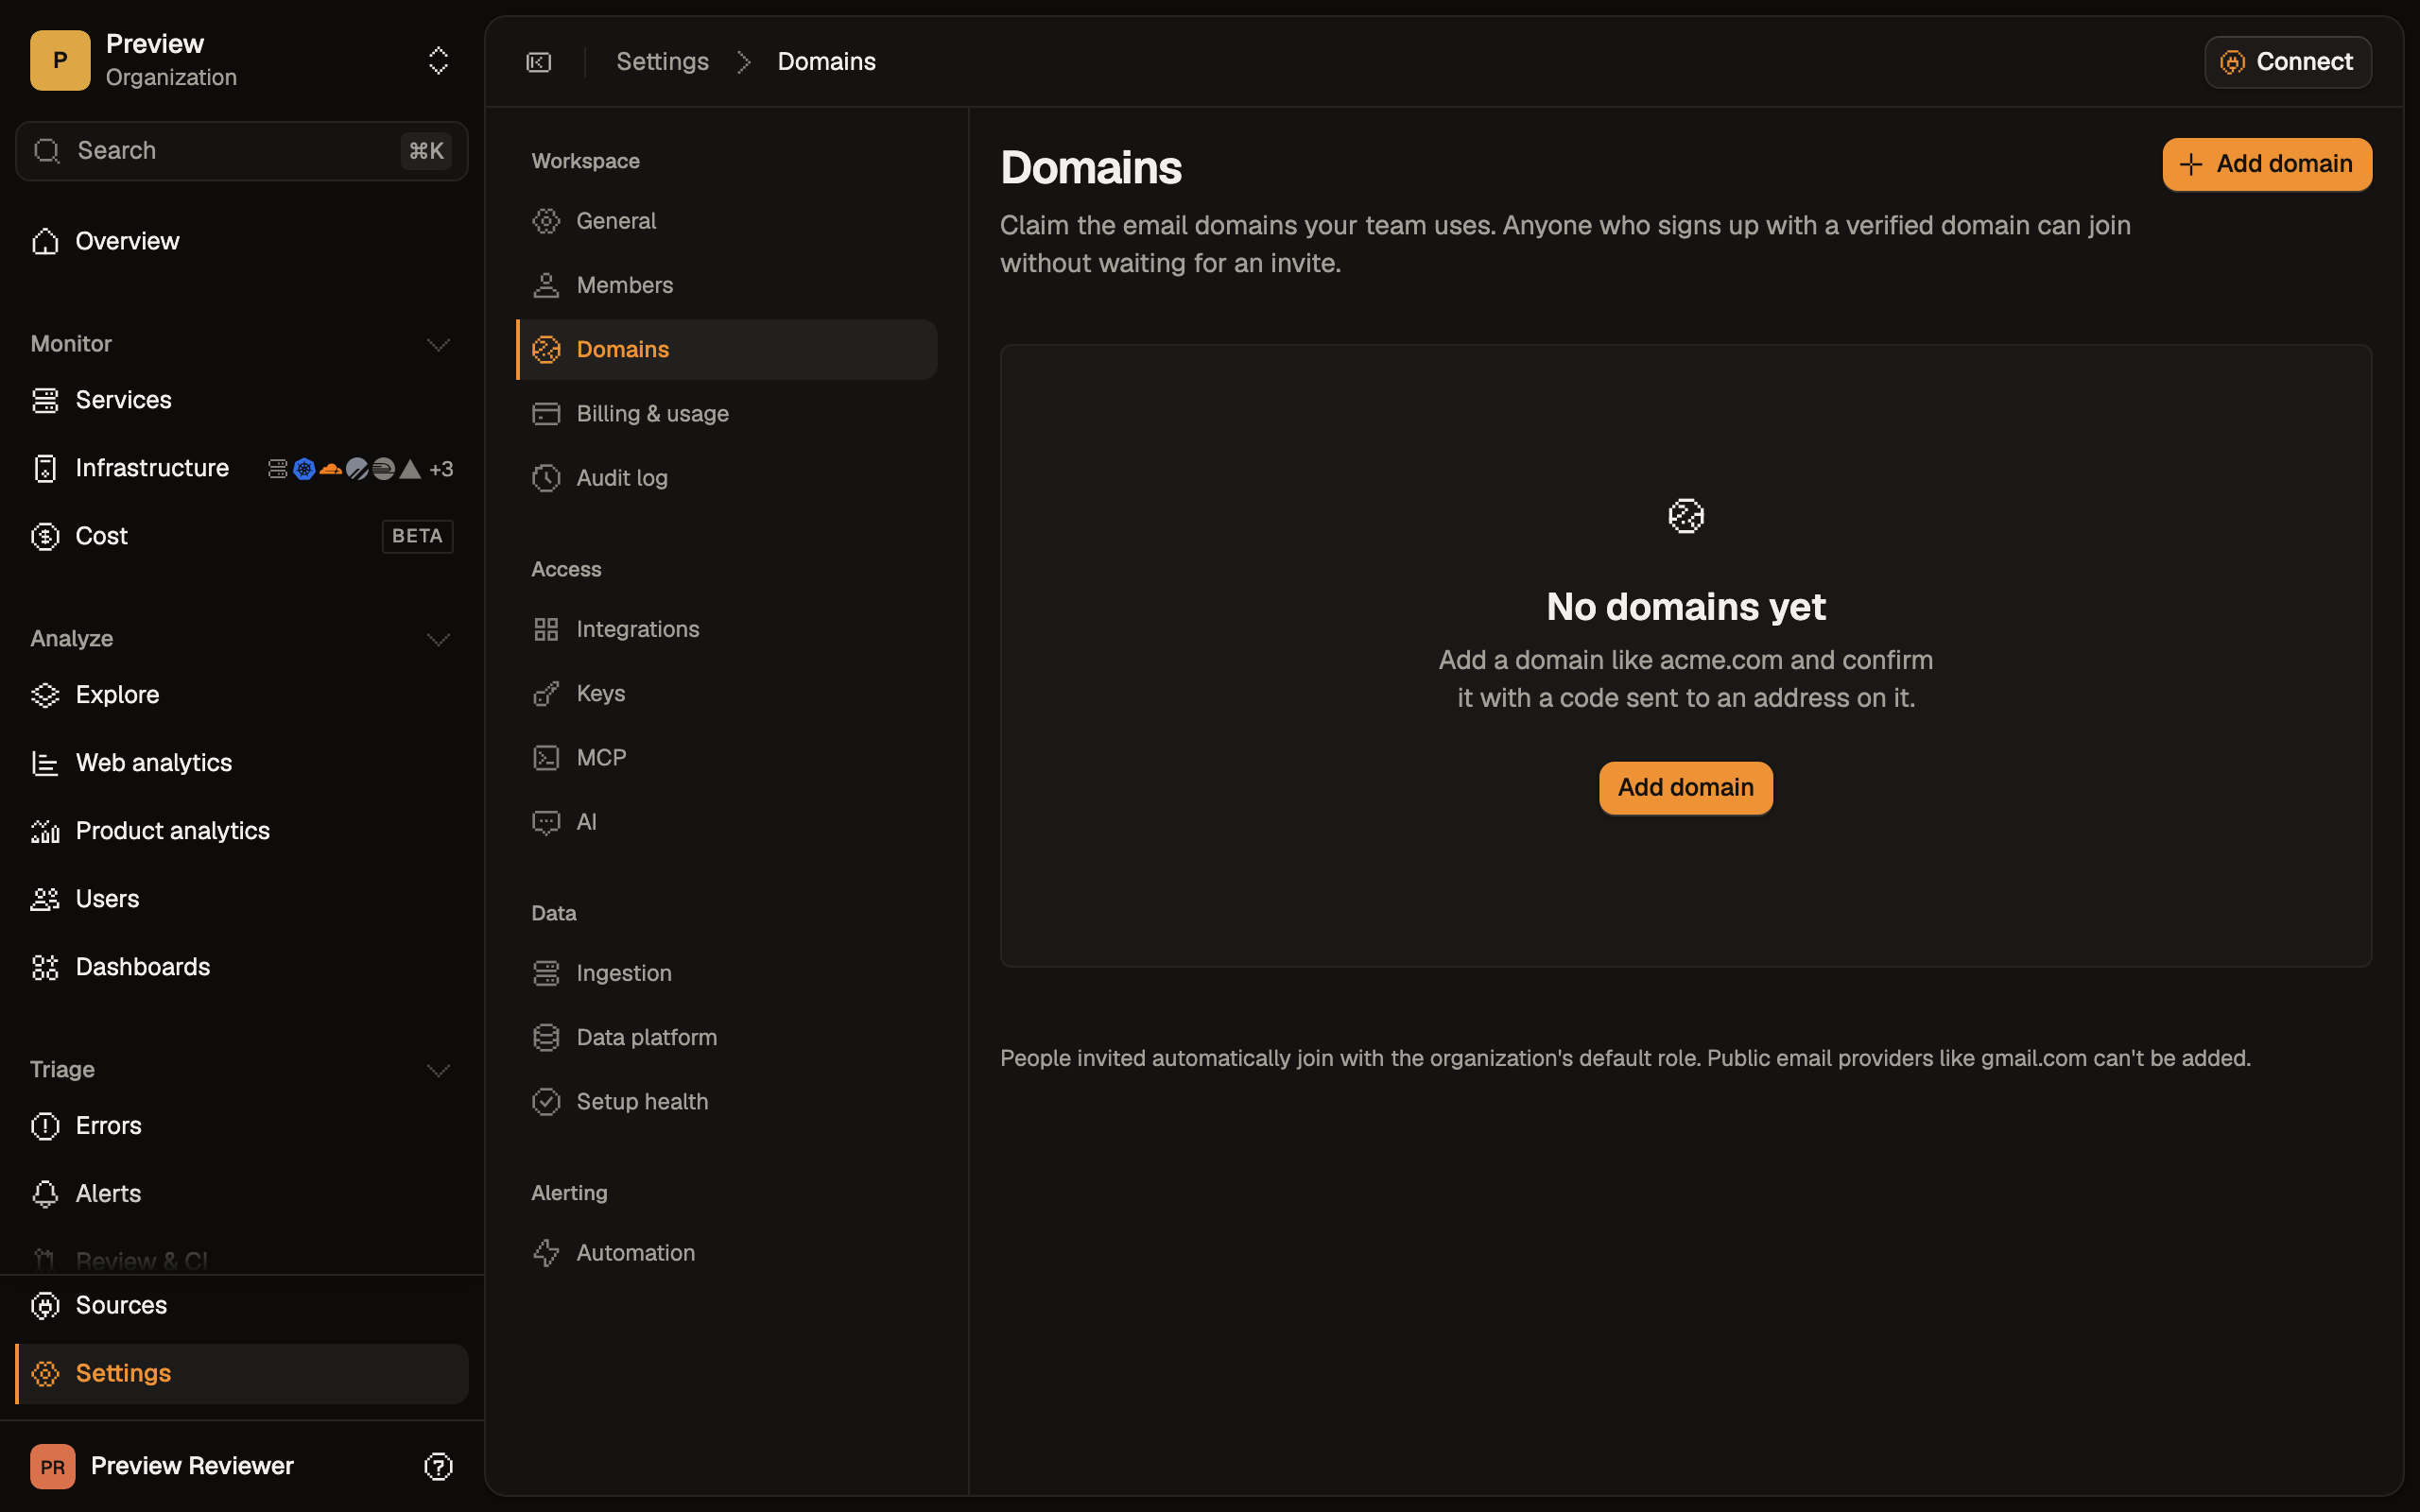 P
Preview
Organization
Search
⌘K
Overview
Monitor
Services
Infrastructure
+3
Cost
BETA
Analyze
Explore
Web analytics
Product analytics
Users
Dashboards
Triage
Errors
Alerts
Review & CI
Sources
Settings
PR
Preview Reviewer
Settings
Domains
Connect
Workspace
General
Members
Domains
Billing & usage
Audit log
Access
Integrations
Keys
MCP
AI
Data
Ingestion
Data platform
Setup health
Alerting
Automation
Domains
Add domain
Claim the email domains your team uses. Anyone who signs up with a verified domain can join
without waiting for an invite.
No domains yet
Add a domain like acme.com and confirm
it with a code sent to an address on it.
Add domain
People invited automatically join with the organization's default role. Public email providers like gmail.com can't be added.